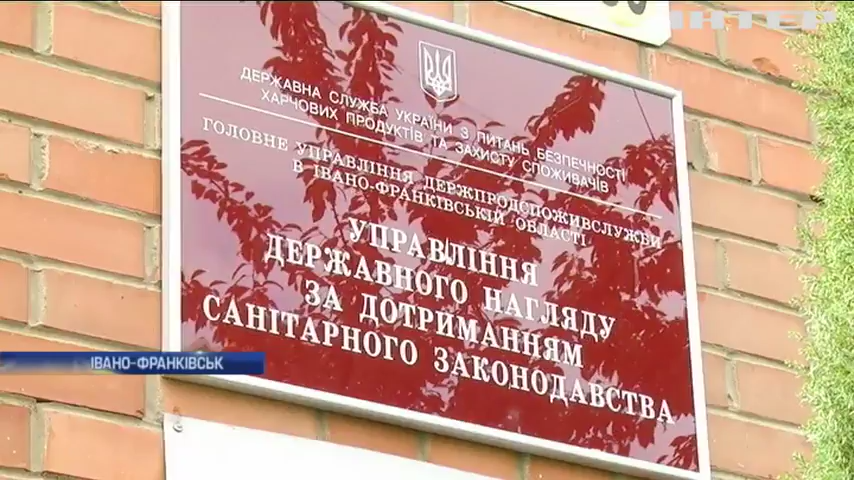 ІНТЕР
ДЕРЖАВНА СЛУЖБА УКРАЇНИ З ПИТАНЬ БЕЗПЕЧНОСТІ
ХАРЧОВИХ ПРОДУКТІВ ТА ЗАХИСТУ СПОЖИВАЧІВ
ГОЛОВНЕ УПРАВЛІННЯ ДЕРЖПРОДСПОЖИВСЛУЖБИ
В ІВАНО-ФРАНКІВСЬКІЙ ОБЛАСТІ
УПРАВЛІННЯ
ДЕРЖАВНОГО НАГЛЯДУ
ЗА ДОТРИМАННЯМ
САНІТАРНОГО ЗАКОНОДАВСТВА
ІВАНО-ФРАНКІВСЬК